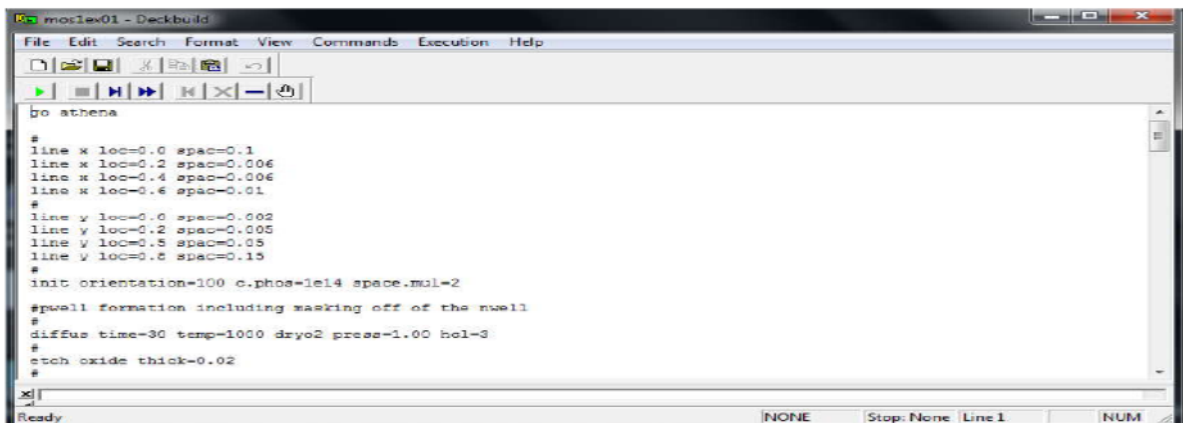 mos1ex01 - Deckbuild
File Edit Search Format View Commands Execution Help
go athena
#
line x loc=0.0 spac=0.1
line x loc=0.2 spac=0.006
line x loc=0.4 spac=0.006
line x loc=0.6 spac=0.01
#
line y loc=0.0 spac=0.002
line y loc=0.2 spac=0.005
line y loc=0.5 spac=0.05
line y loc=0.8 spac=0.15
#
init orientation=100 c.phos=1e14 space.mul=2
#pwell formation including masking off of the nwell
#
diffus time=30 temp=1000 dryo2 press=1.00 hcl=3
#
etch oxide thick=0.02
#
Ready NONE Stop: None Line 1 NUM